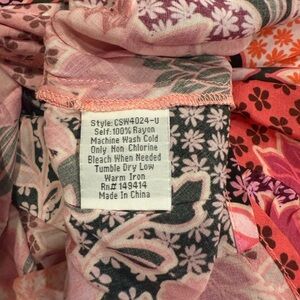 Style: CSW4024-U
Self: 100% Rayon
Machine Wash Cold
Only Non Chlorine
Bleach When Needed
Tumble Dry Low
Warm Iron
Rn# 149414
Made In China